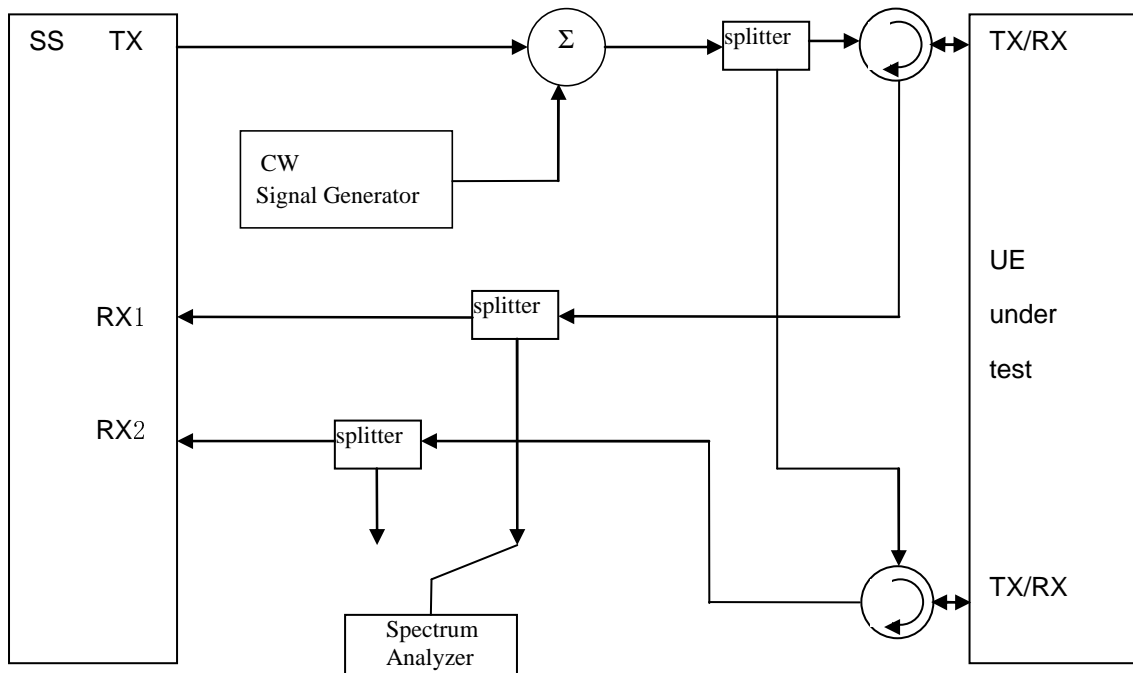 SS TX
Σ
splitter
TX/RX
CW
Signal Generator
UE
under
test
RX1
splitter
RX2
splitter
TX/RX
Spectrum
Analyzer